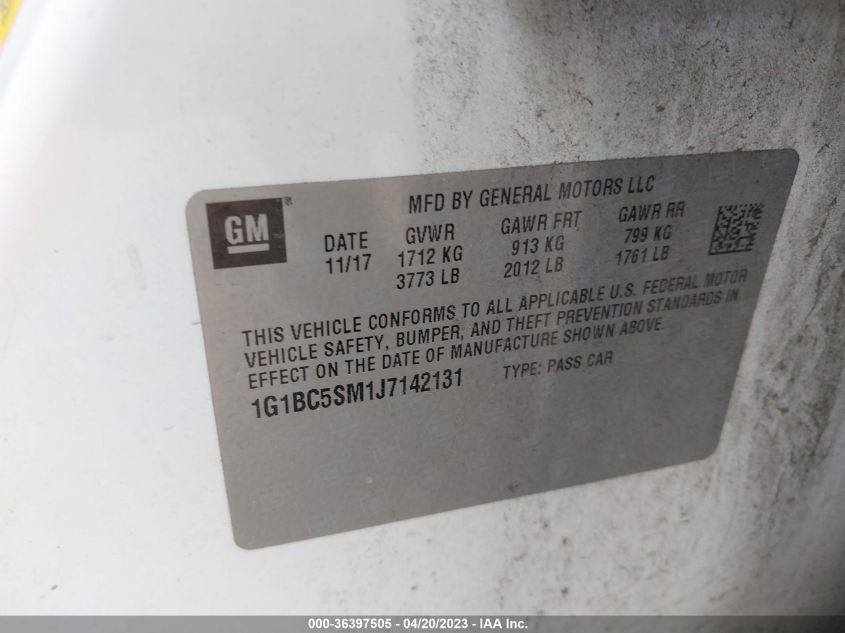 GM ®
MFD BY GENERAL MOTORS LLC
DATE GVWR GAWR FRT GAWR RR
11/17 1712 KG 913 KG 799 KG
3773 LB 2012 LB 1761 LB
THIS VEHICLE CONFORMS TO ALL APPLICABLE U.S. FEDERAL MOTOR
VEHICLE SAFETY, BUMPER, AND THEFT PREVENTION STANDARDS IN
EFFECT ON THE DATE OF MANUFACTURE SHOWN ABOVE.
1G1BC5SM1J7142131 TYPE: PASS CAR
000-36397505 - 04/20/2023 - IAA Inc.